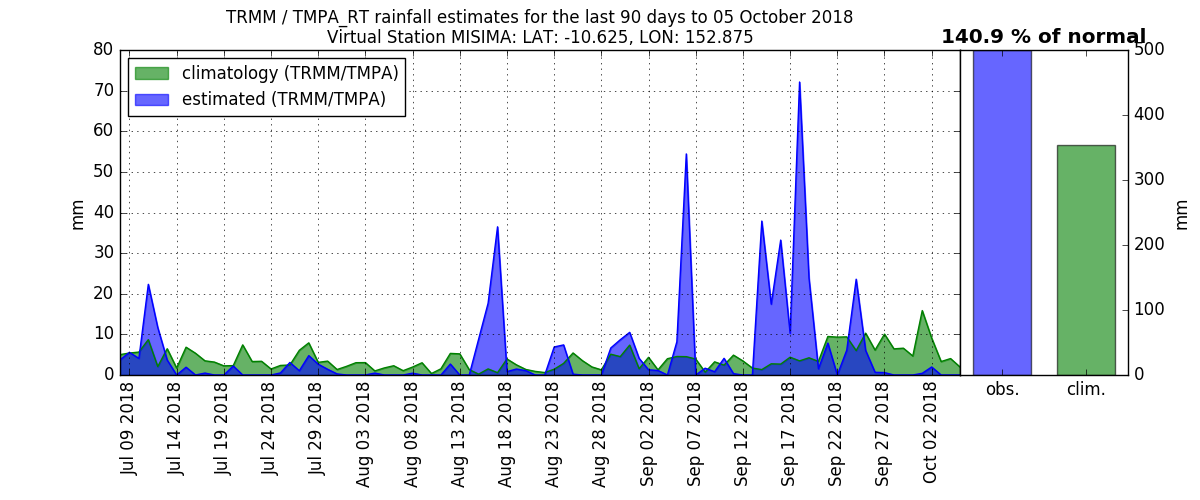 TRMM / TMPA_RT rainfall estimates for the last 90 days to 05 October 2018
Virtual Station MISIMA: LAT: -10.625, LON: 152.875
140.9 % of normal
climatology (TRMM/TMPA)
estimated (TRMM/TMPA)
mm
80
70
60
50
40
30
20
10
0
Jul 09 2018
Jul 14 2018
Jul 19 2018
Jul 24 2018
Jul 29 2018
Aug 03 2018
Aug 08 2018
Aug 13 2018
Aug 18 2018
Aug 23 2018
Aug 28 2018
Sep 02 2018
Sep 07 2018
Sep 12 2018
Sep 17 2018
Sep 22 2018
Sep 27 2018
Oct 02 2018
obs.
clim.
500
400
300
200
100
0
mm